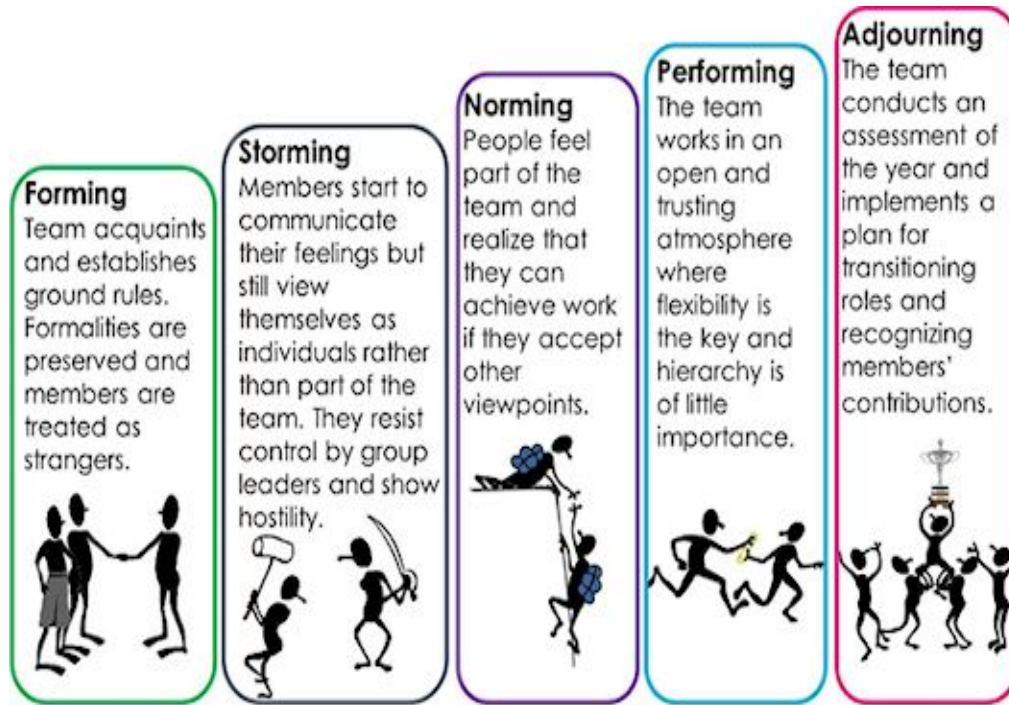 Forming
Team acquaints
and establishes
ground rules.
Formalities are
preserved and
members are
treated as
strangers.
Storming
Members start to
communicate
their feelings but
still view
themselves as
individuals rather
than part of the
team. They resist
control by group
leaders and show
hostility.
Norming
People feel
part of the
team and
realize that
they can
achieve work
if they accept
other
viewpoints.
Performing
The team
works in an
open and
trusting
atmosphere
where
flexibility is
the key and
hierarchy is
of little
importance.
Adjourning
The team
conducts an
assessment of
the year and
implements a
plan for
transitioning
roles and
recognizing
members'
contributions.